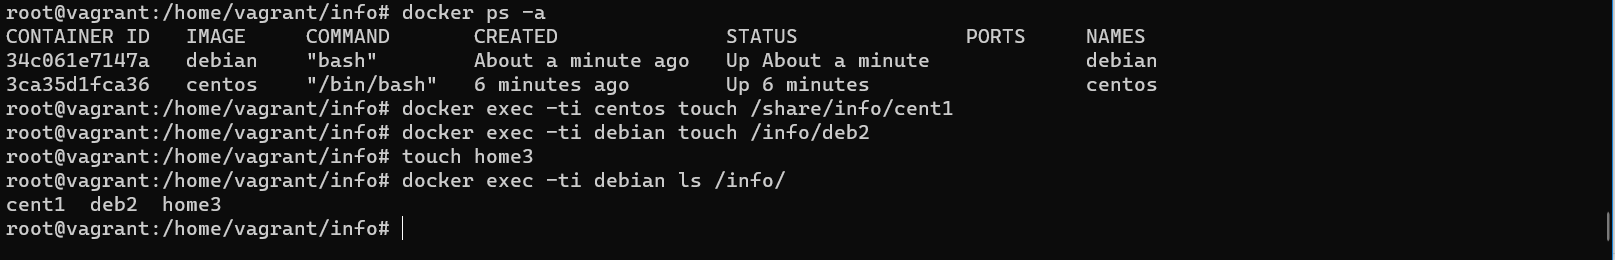 root@vagrant:/home/vagrant/info# docker ps -a
CONTAINER ID   IMAGE     COMMAND       CREATED              STATUS              PORTS     NAMES
34c061e7147a   debian    "bash"        About a minute ago   Up About a minute             debian
3ca35d1fca36   centos    "/bin/bash"   6 minutes ago        Up 6 minutes                  centos
root@vagrant:/home/vagrant/info# docker exec -ti centos touch /share/info/cent1
root@vagrant:/home/vagrant/info# docker exec -ti debian touch /info/deb2
root@vagrant:/home/vagrant/info# touch home3
root@vagrant:/home/vagrant/info# docker exec -ti debian ls /info/
cent1  deb2  home3
root@vagrant:/home/vagrant/info#